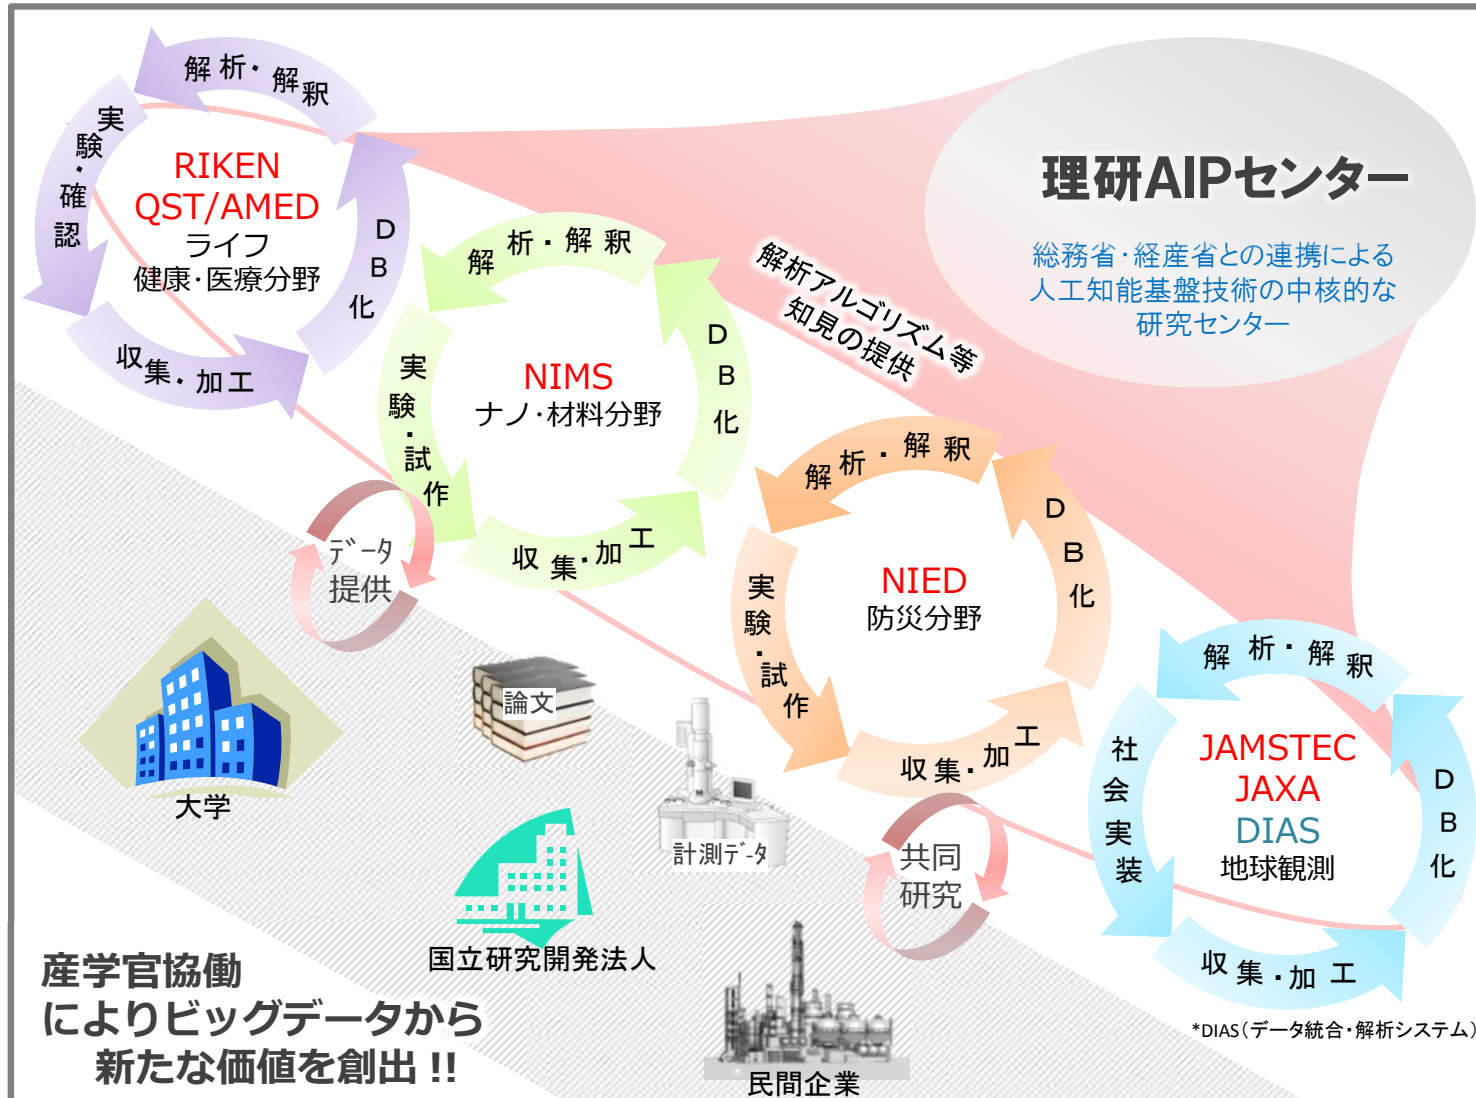 解析・解釈
実験・確認
RIKEN
QST/AMED
ライフ
健康・医療分野
DB化
収集・加工
理研AIPセンター
総務省・経産省との連携による
人工知能基盤技術の中核的な
研究センター
解析アルゴリズム等
知見の提供
解析・解釈
実験・試作
NIMS
ナノ・材料分野
DB化
収集・加工
解析・解釈
実験・試作
NIED
防災分野
DB化
収集・加工
解析・解釈
社会実装
JAMSTEC
JAXA
DIAS
地球観測
DB化
収集・加工
*DIAS(データ統合・解析システム)
データ
提供
論文
計測データ
大学
共同
研究
国立研究開発法人
民間企業
産学官協働
によりビッグデータから
新たな価値を創出 !!